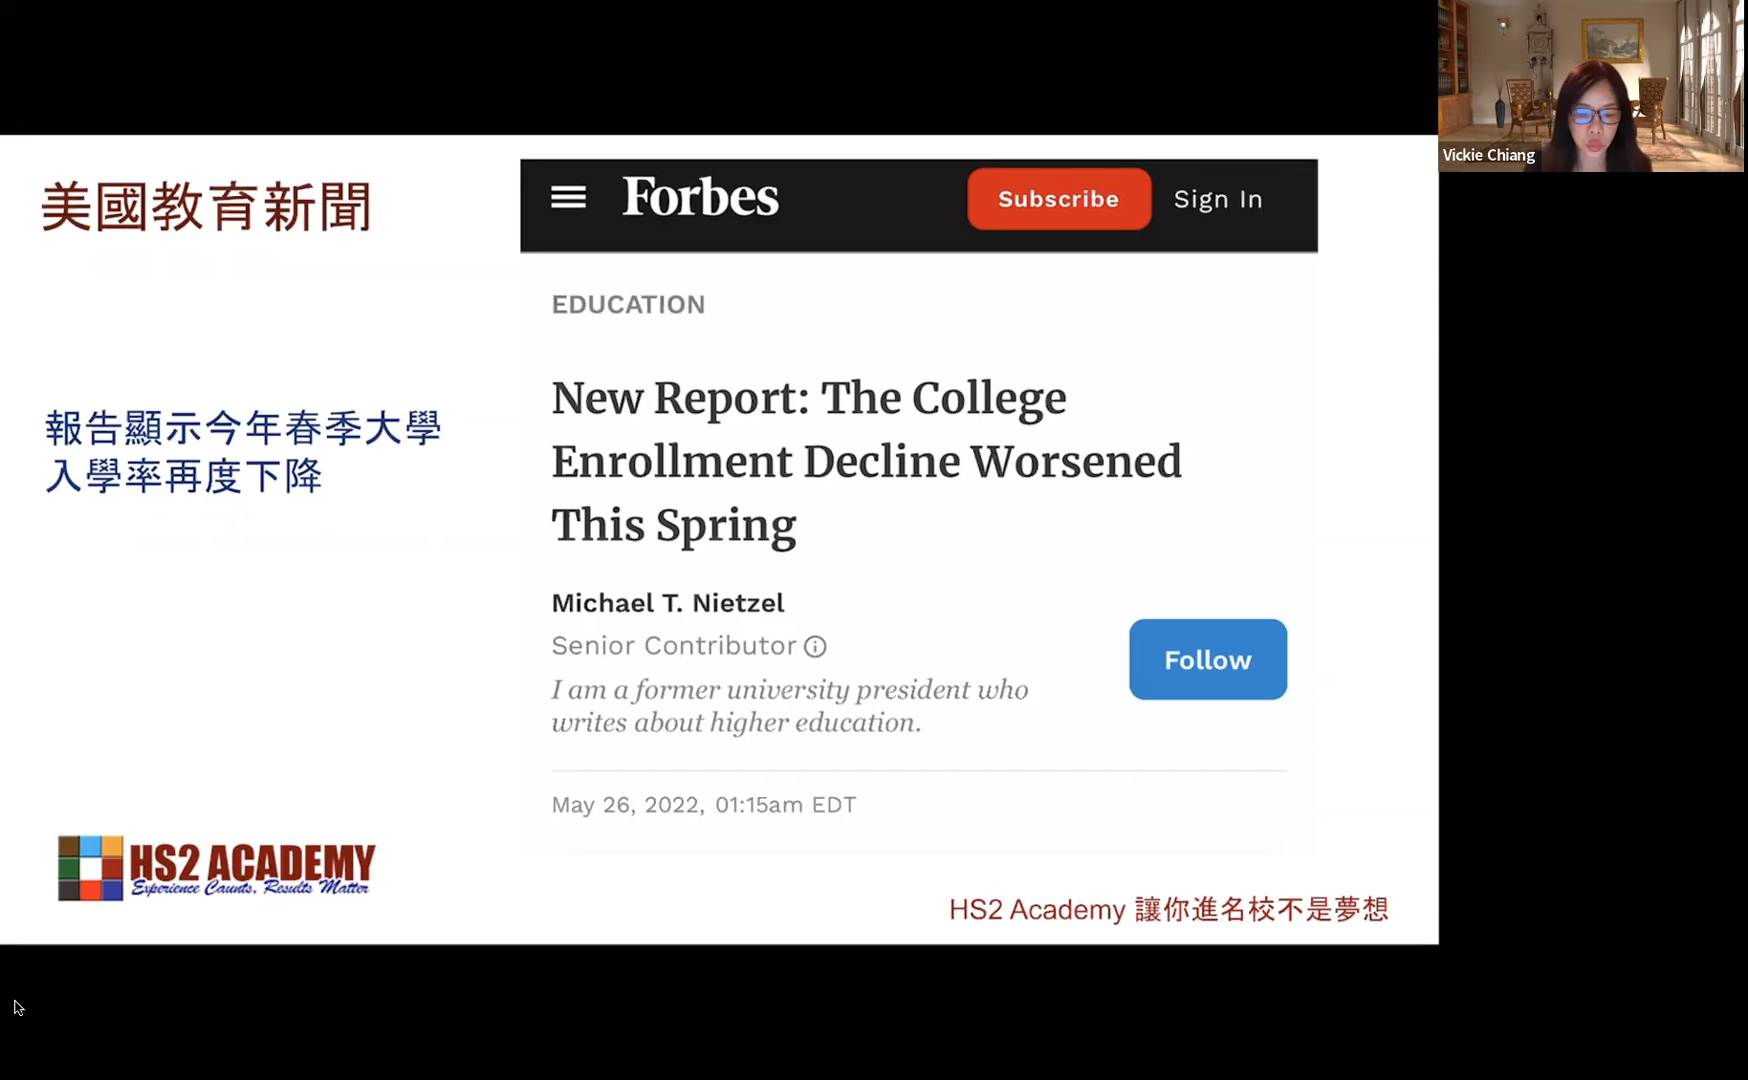 Vickie Chiang
美國教育新聞
報告顯示今年春季大學
入學率再度下降
Forbes
Subscribe
Sign In
EDUCATION
New Report: The College
Enrollment Decline Worsened
This Spring
Michael T. Nietzel
Senior Contributor
I am a former university president who
writes about higher education.
Follow
May 26, 2022, 01:15am EDT
HS2 ACADEMY
Experience Counts, Results Matter
HS2 Academy 讓你進名校不是夢想